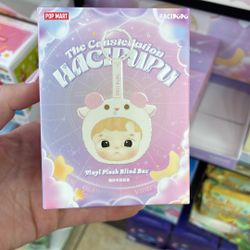 POP MART
HACIPUPU
The Constellation
HACIPUPU
Vinyl Plush Blind Box